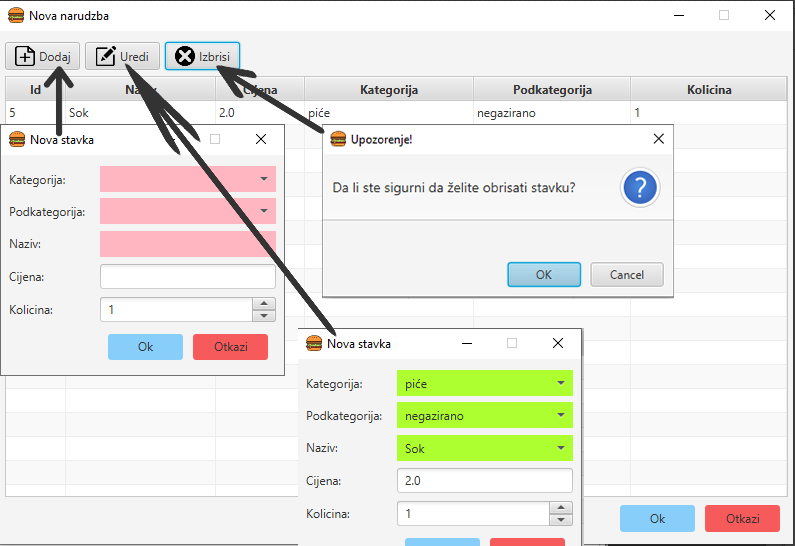 Nova narudzba
Dodaj Uredi Izbrisi
Id Naziv Cijena Kategorija Podkategorija Kolicina
5 Sok 2.0 piće negazirano 1
Nova stavka
Kategorija:
Podkategorija:
Naziv:
Cijena:
Kolicina: 1
Ok Otkazi
Upozorenje!
Da li ste sigurni da želite obrisati stavku?
?
OK Cancel
Nova stavka
Kategorija: piće
Podkategorija: negazirano
Naziv: Sok
Cijena: 2.0
Kolicina: 1
Ok Otkazi